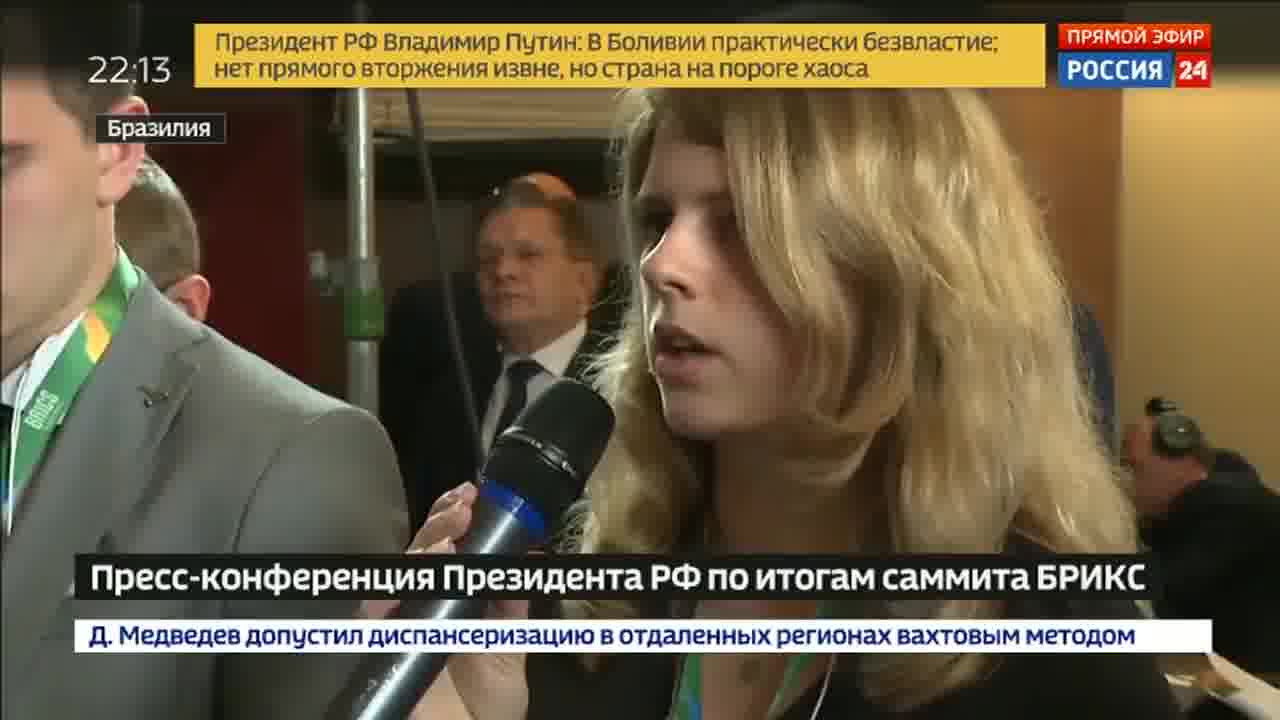 22:13
Президент РФ Владимир Путин: В Боливии практически безвластие;
нет прямого вторжения извне, но страна на пороге хаоса
ПРЯМОЙ ЭФИР
РОССИЯ 24
Бразилия
BRICS
Пресс-конференция Президента РФ по итогам саммита БРИКС
Д. Медведев допустил диспансеризацию в отдаленных регионах вахтовым методом